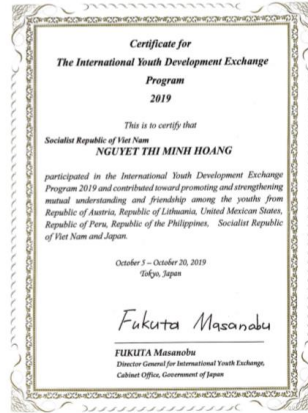 Certificate for
The International Youth Development Exchange
Program
2019
This is to certify that
Socialist Republic of Viet Nam
NGUYET THI MINH HOANG
participated in the International Youth Development Exchange
Program 2019 and contributed toward promoting and strengthening
mutual understanding and friendship among the youths from
Republic of Austria, Republic of Lithuania, United Mexican States,
Republic of Peru, Republic of the Philippines, Socialist Republic
of Viet Nam and Japan.
October 5 – October 20, 2019
Tokyo, Japan
Fukuta Masanobu
FUKUTA Masanobu
Director General for International Youth Exchange,
Cabinet Office, Government of Japan